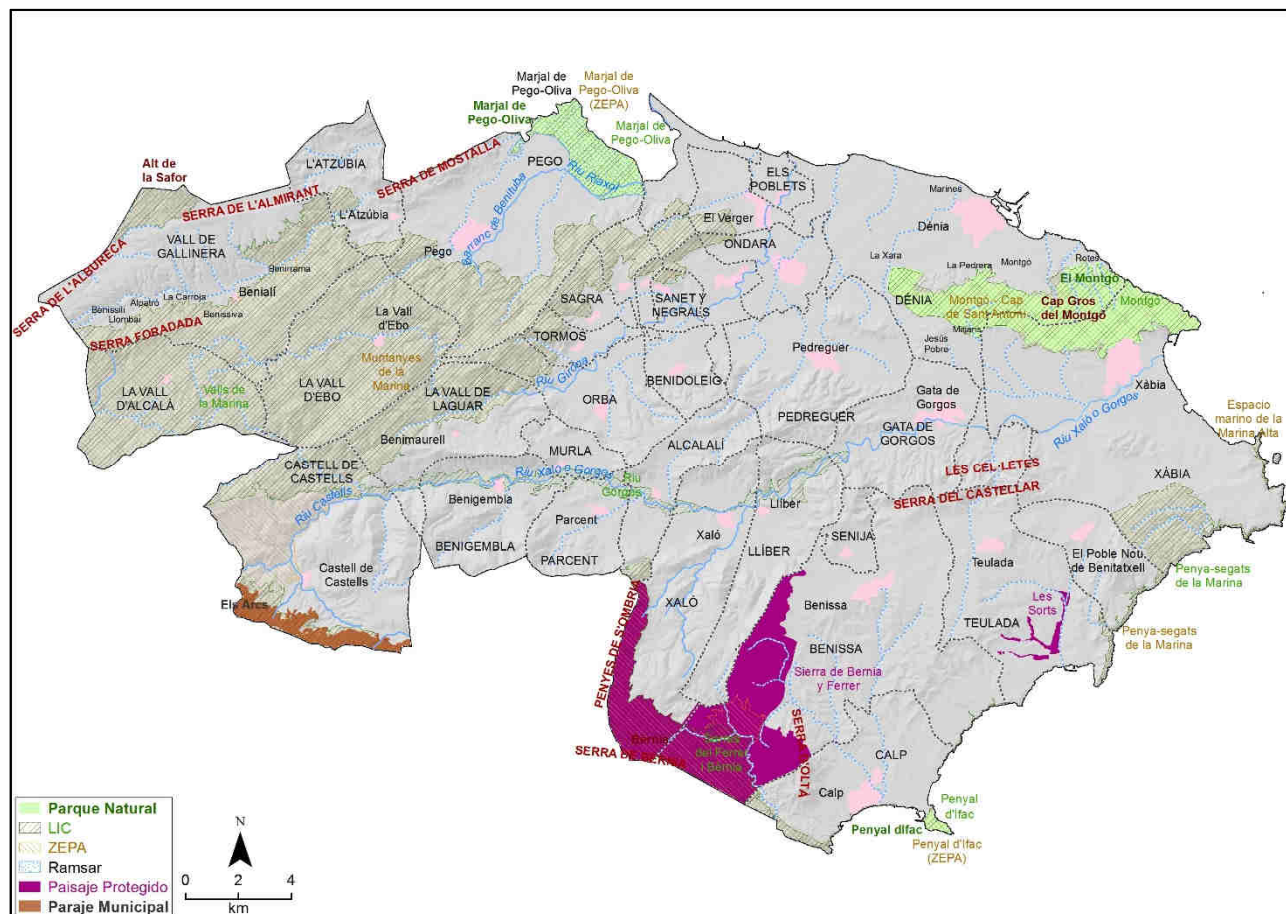 Marjal de
Pego-Oliva
Marjal de
Pego-Oliva
(ZEPA)
Marjal de
Pego-Oliva
Marjal de
Pego-Oliva
Alt de
la Safor
L'ATZÚBIA
SERRA DE MOSTALLA
PEGO
Riu Riaxol
ELS
POBLETS
Marines
SERRA DE L'ALMIRANT
L'Atzúbia
Barranc de Benituba
El Verger
Dénia
SERRA DE L'ALBURECA
VALL DE
GALLINERA
Pego
ONDARA
La Xara
La Pedrera
Montgó
Rotes
Benirrama
El Montgó
Benialí
Alpatró
La Carroja
Benissili
Llombai
Benissiva
SERRA FOBADADA
La Vall
d'Ebo
SAGRA
SANET Y
NEGRALS
DÉNIA
Montgó - Cap
de Sant Antoni
Cap Gros
del Montgó
Montgó
TORMOS
Jesús
Pobre
Muntanyes
de la
Marina
Riu Girona
Pedreguer
BENIDOLEIG
Xàbia
LA VALL
D'ALCALÀ
Valls de
la Marina
LA VALL
D'EBO
LA VALL DE
LAGUAR
ORBA
PEDREGUER
Gata de
Gorgos
GATA DE
GORGOS
Riu Xaló o Gorgos
Espacio
marino de la
Marina Alta
Benimaurell
MURLA
ALCALALÍ
CASTELL DE
CASTELLS
Riu Xaló o Gorgos
Riu
Gorgos
LES CEL·LETES
XÀBIA
Riu Castells
Benigembla
SERRA DEL CASTELLAR
Parcent
Xaló
Llíber
BENIGEMBLA
PARCENT
LLÍBER
SENIJA
Castell de
Castells
Teulada
El Poble Nou
de Benitatxell
Penya-segats
de la Marina
Els Arcs
PENYES DE S'OMBRIA
XALÓ
Benissa
Les
Sorts
TEULADA
BENISSA
Penya-segats
de la Marina
Sierra de Bernia
y Ferrer
Bèrnia
SERRA DE BÈRNIA
del Ferrer
i Bèrnia
SERRA D'OLTÀ
CALP
Calp
Penyal
d'Ifac
Penyal dIfac
Penyal d'Ifac
(ZEPA)
Parque Natural
LIC
ZEPA
Ramsar
Paisaje Protegido
Paraje Municipal
N
0 2 4
km